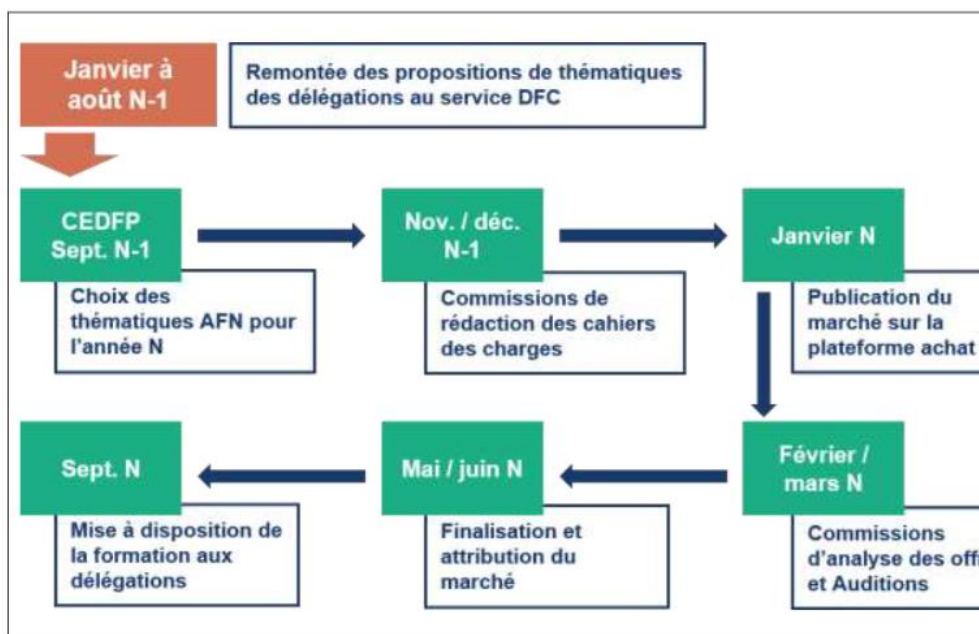 Janvier à
août N-1
Remontée des propositions de thématiques
des délégations au service DFC
CEDFP
Sept. N-1
Choix des
thématiques AFN pour
l'année N
Nov. / déc.
N-1
Commissions de
rédaction des cahiers
des charges
Janvier N
Publication du
marché sur la
plateforme achat
Février /
mars N
Commissions
d'analyse des off
et Auditions
Mai / juin N
Finalisation et
attribution du
marché
Sept. N
Mise à disposition de
la formation aux
délégations